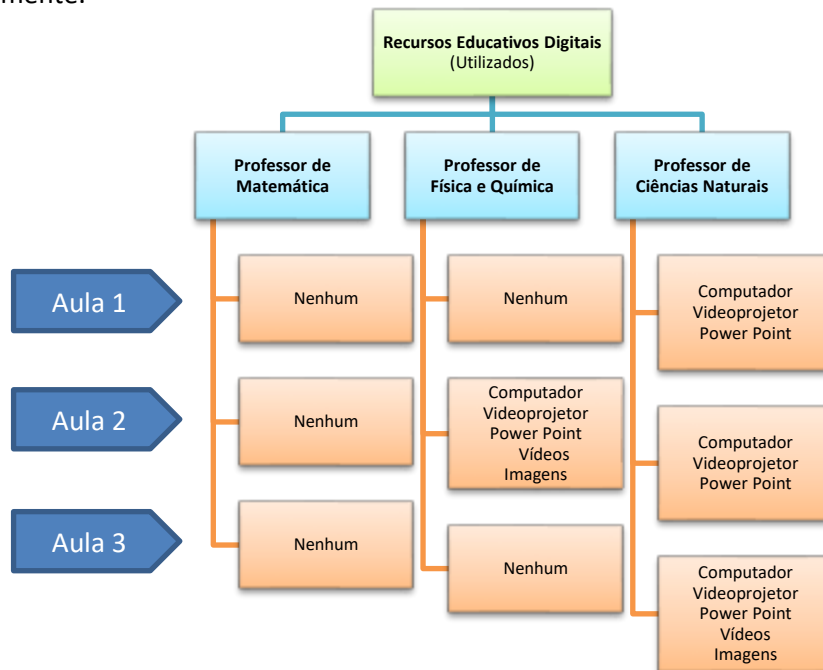 Recursos Educativos Digitais
(Utilizados)
Professor de
Matemática
Professor de
Física e Química
Professor de
Ciências Naturais
Aula 1
Nenhum
Nenhum
Computador
Videoprojetor
Power Point
Aula 2
Nenhum
Computador
Videoprojetor
Power Point
Vídeos
Imagens
Computador
Videoprojetor
Power Point
Aula 3
Nenhum
Nenhum
Computador
Videoprojetor
Power Point
Vídeos
Imagens